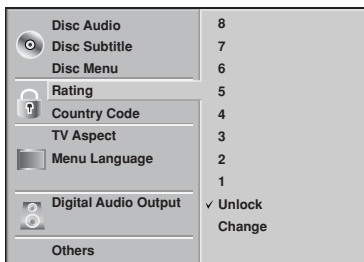 Disc Audio
Disc Subtitle
Disc Menu
Rating
Country Code
TV Aspect
Menu Language
Digital Audio Output
Others
8
7
6
5
4
3
2
1
✓ Unlock
Change